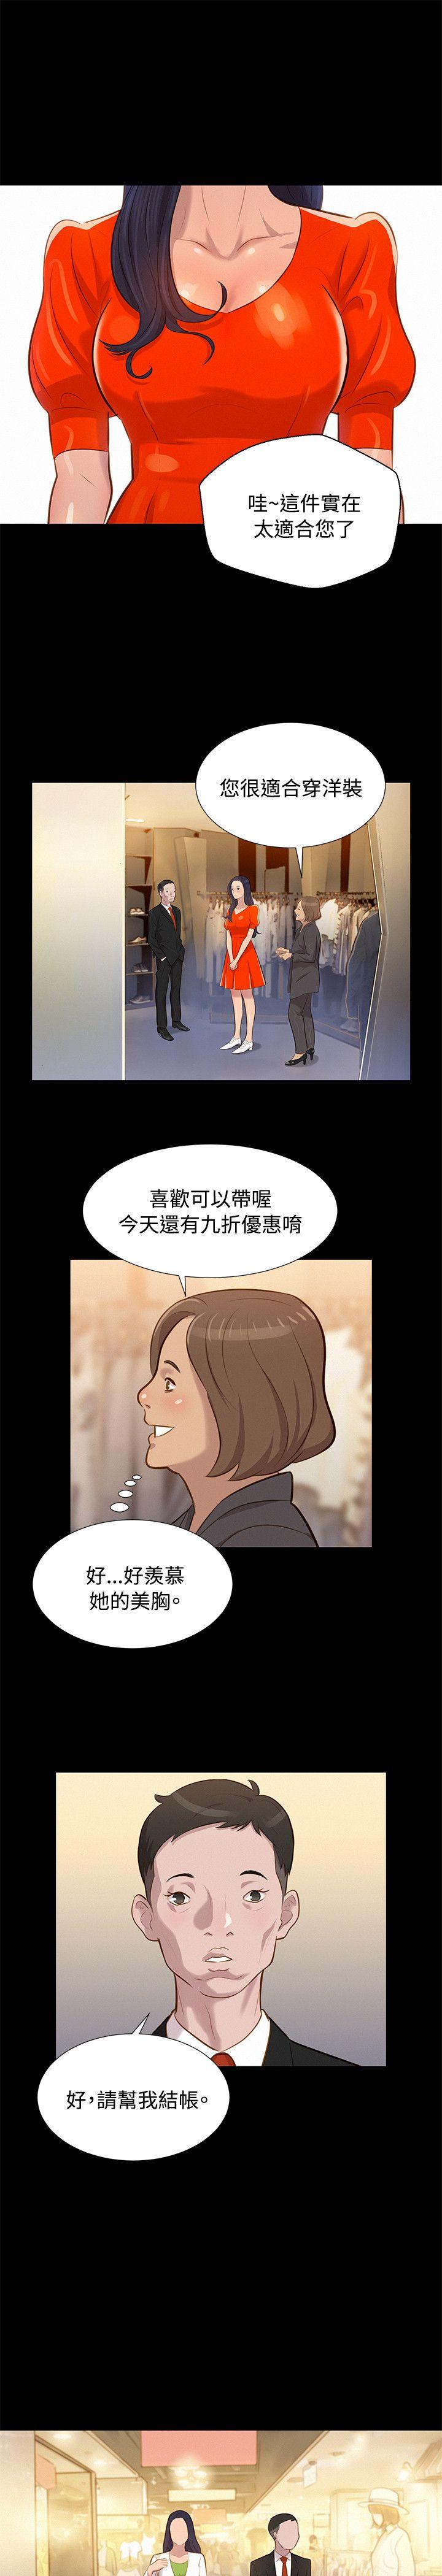 哇~這件實在
太適合您了
您很適合穿洋裝
喜歡可以帶喔
今天還有九折優惠唷
好...好羨慕
她的美胸。
好,請幫我結帳。